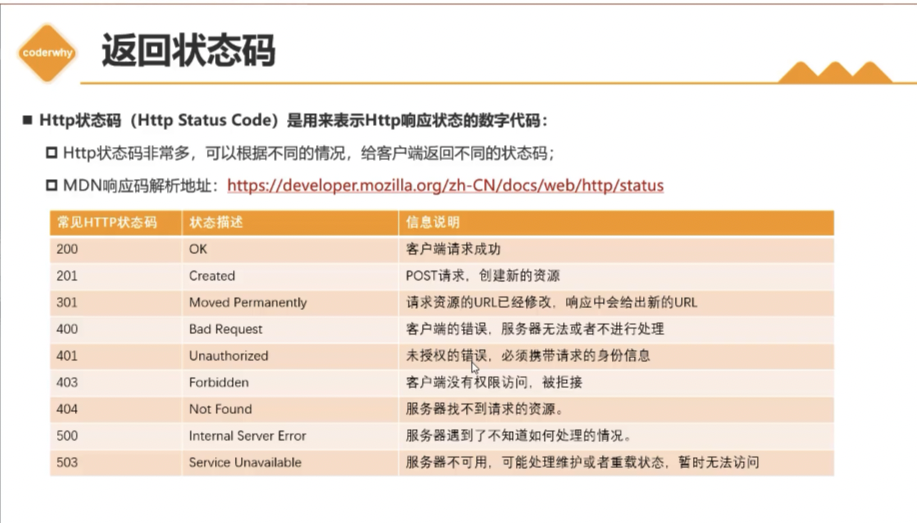 coderwhy
返回状态码
Http状态码（Http Status Code）是用来表示Http响应状态的数字代码：
Http状态码非常多，可以根据不同的情况，给客户端返回不同的状态码；
MDN响应码解析地址：https://developer.mozilla.org/zh-CN/docs/web/http/status
常见HTTP状态码 状态描述 信息说明
200 OK 客户端请求成功
201 Created POST请求，创建新的资源
301 Moved Permanently 请求资源的URL已经修改，响应中会给出新的URL
400 Bad Request 客户端的错误，服务器无法或者不进行处理
401 Unauthorized 未授权的错误，必须携带请求的身份信息
403 Forbidden 客户端没有权限访问，被拒接
404 Not Found 服务器找不到请求的资源。
500 Internal Server Error 服务器遇到了不知道如何处理的情况。
503 Service Unavailable 服务器不可用，可能处理维护或者重载状态，暂时无法访问